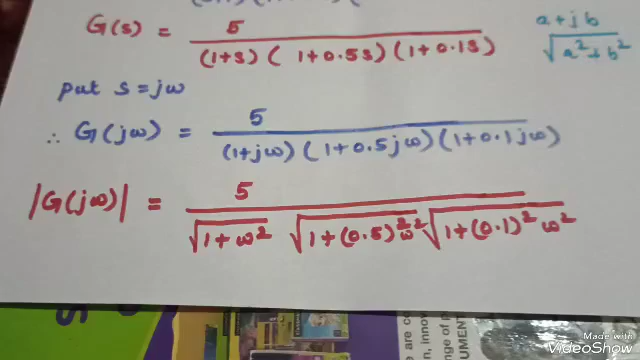 G(s) = 5 / (1+s) ( 1+0.5s) (1+0.1s)
a+jb
√a²+b²
put s=jω
∴ G(jω) = 5 / (1+jω) (1+0.5jω) (1+0.1jω)
|G(jω)| = 5 / √1+ω² √1+(0.5)²ω² √1+(0.1)²ω²
UMENT
Made with
VideoShow